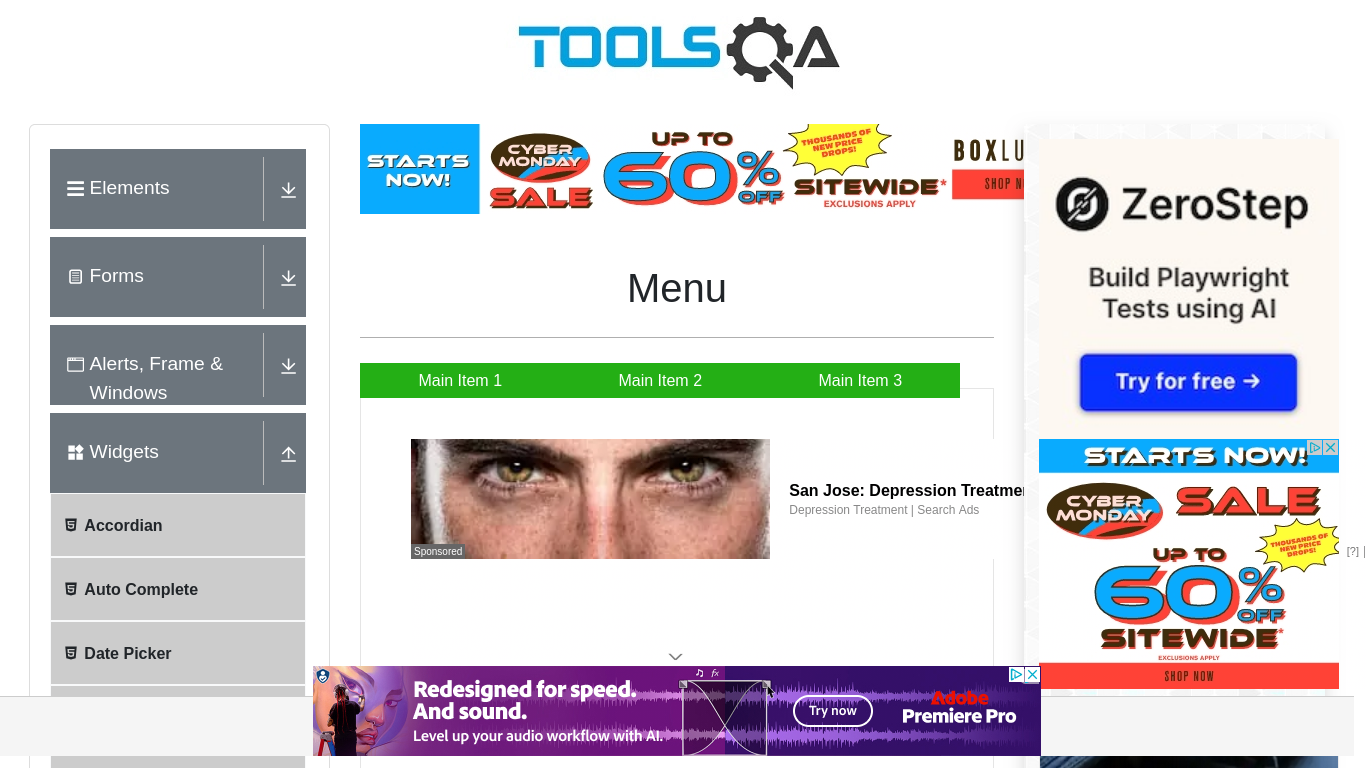 TOOLSQA
Elements
Forms
Alerts, Frame &
Windows
Widgets
Accordian
Auto Complete
Date Picker
STARTS
NOW!
CYBER
MONDAY
SALE
UP TO
60% OFF
THOUSANDS OF
NEW PRICE
DROPS!
SITEWIDE*
EXCLUSIONS APPLY
BOXLU
SHOP N
Menu
Main Item 1
Main Item 2
Main Item 3
Sponsored
San Jose: Depression Treatmen
Depression Treatment | Search Ads
ZeroStep
Build Playwright
Tests using AI
Try for free →
STARTS NOW!
CYBER
MONDAY
SALE
THOUSANDS OF
NEW PRICE
DROPS!
UP TO
60% OFF
SITEWIDE*
EXCLUSIONS APPLY
SHOP NOW
[?]
Redesigned for speed.
And sound.
Level up your audio workflow with AI.
fx
Try now
Adobe
Premiere Pro